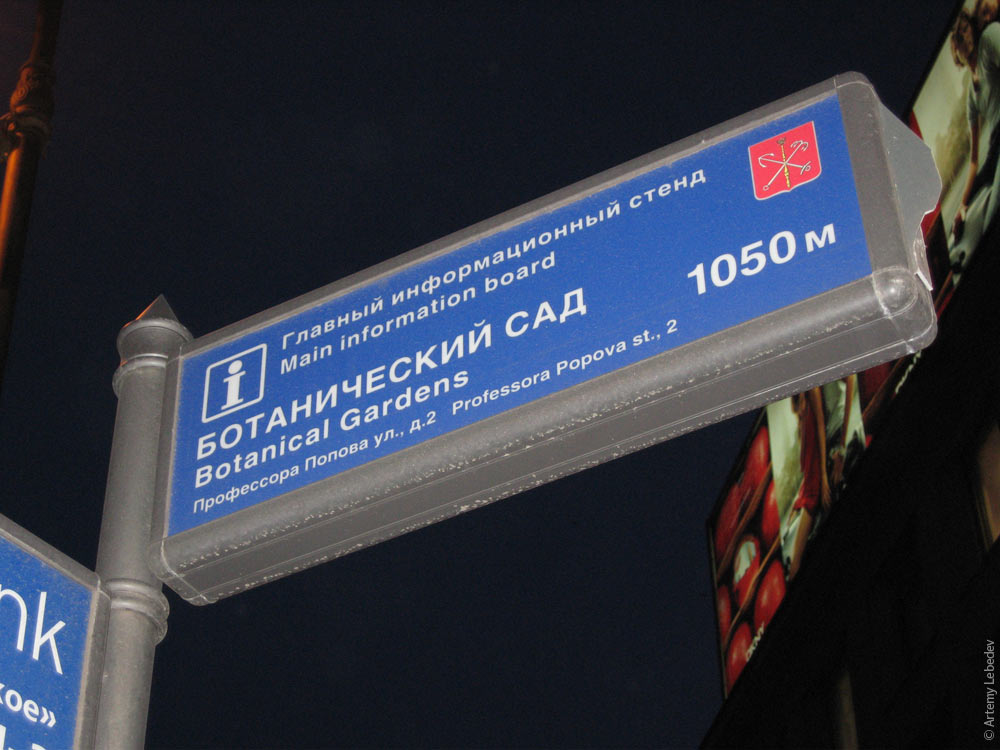 Главный информационный стенд
Main information board
БОТАНИЧЕСКИЙ САД
1050 м
Botanical Gardens
Профессора Попова ул., д.2 Professora Popova st., 2
DKNY
© Artemy Lebedev